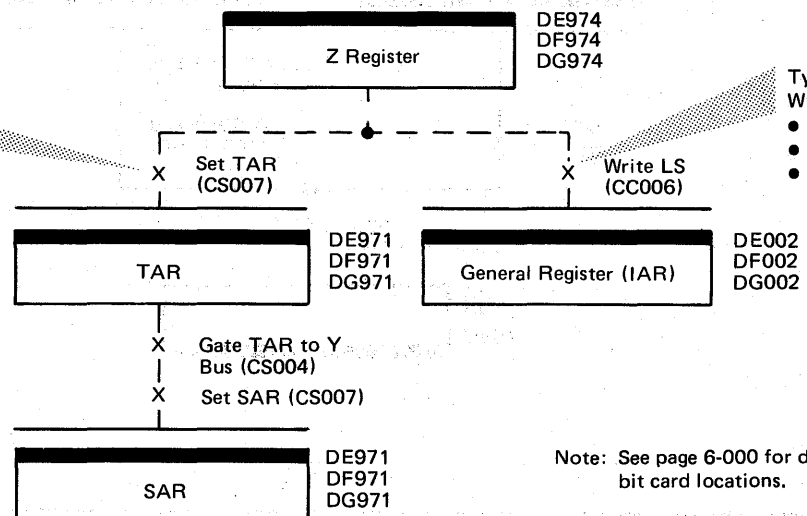 DE974
DF974
DG974
Z Register
Set TAR
(CS007)
Write LS
(CC006)
DE971
DF971
DG971
TAR
DE002
DF002
DG002
General Register (IAR)
Gate TAR to Y
Bus (CS004)
Set SAR (CS007)
DE971
DF971
DG971
SAR
Note: See page 6-000 for
bit card locations.